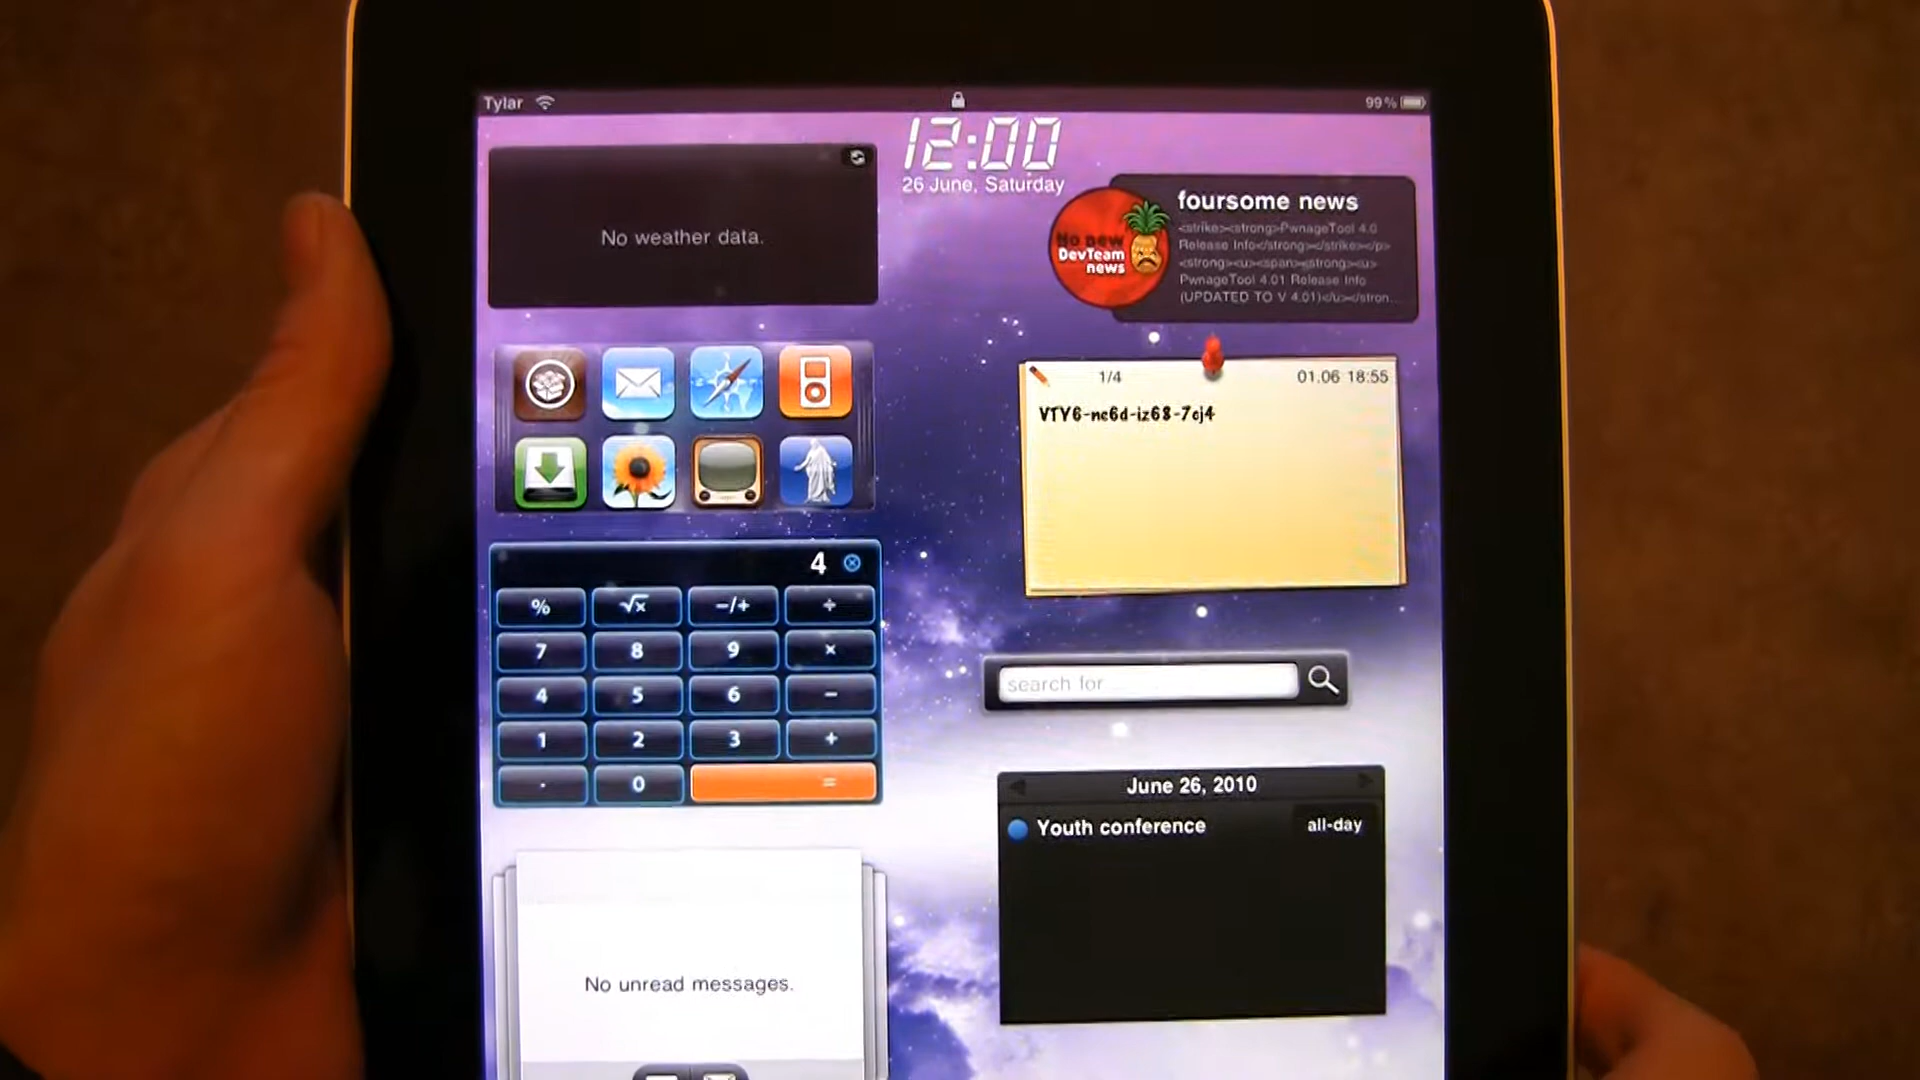 Tylar
99%
12:00
26 June, Saturday
No weather data.
foursome news
<strike><strong>PwnageTool 4.0
Release Info</strong></strike></p>
<strong><u><span><strong><u>
PwnageTool 4.01 Release Info
(UPDATED TO V 4.01)</u></stron...
No new
DevTeam
news
1/4 01.06 18:55
VTY6-nc6d-iz68-7cj4
4
% √x -/+ ÷
7 8 9 ×
4 5 6 −
1 2 3 +
. 0 =
search for ...
June 26, 2010
Youth conference all-day
No unread messages.